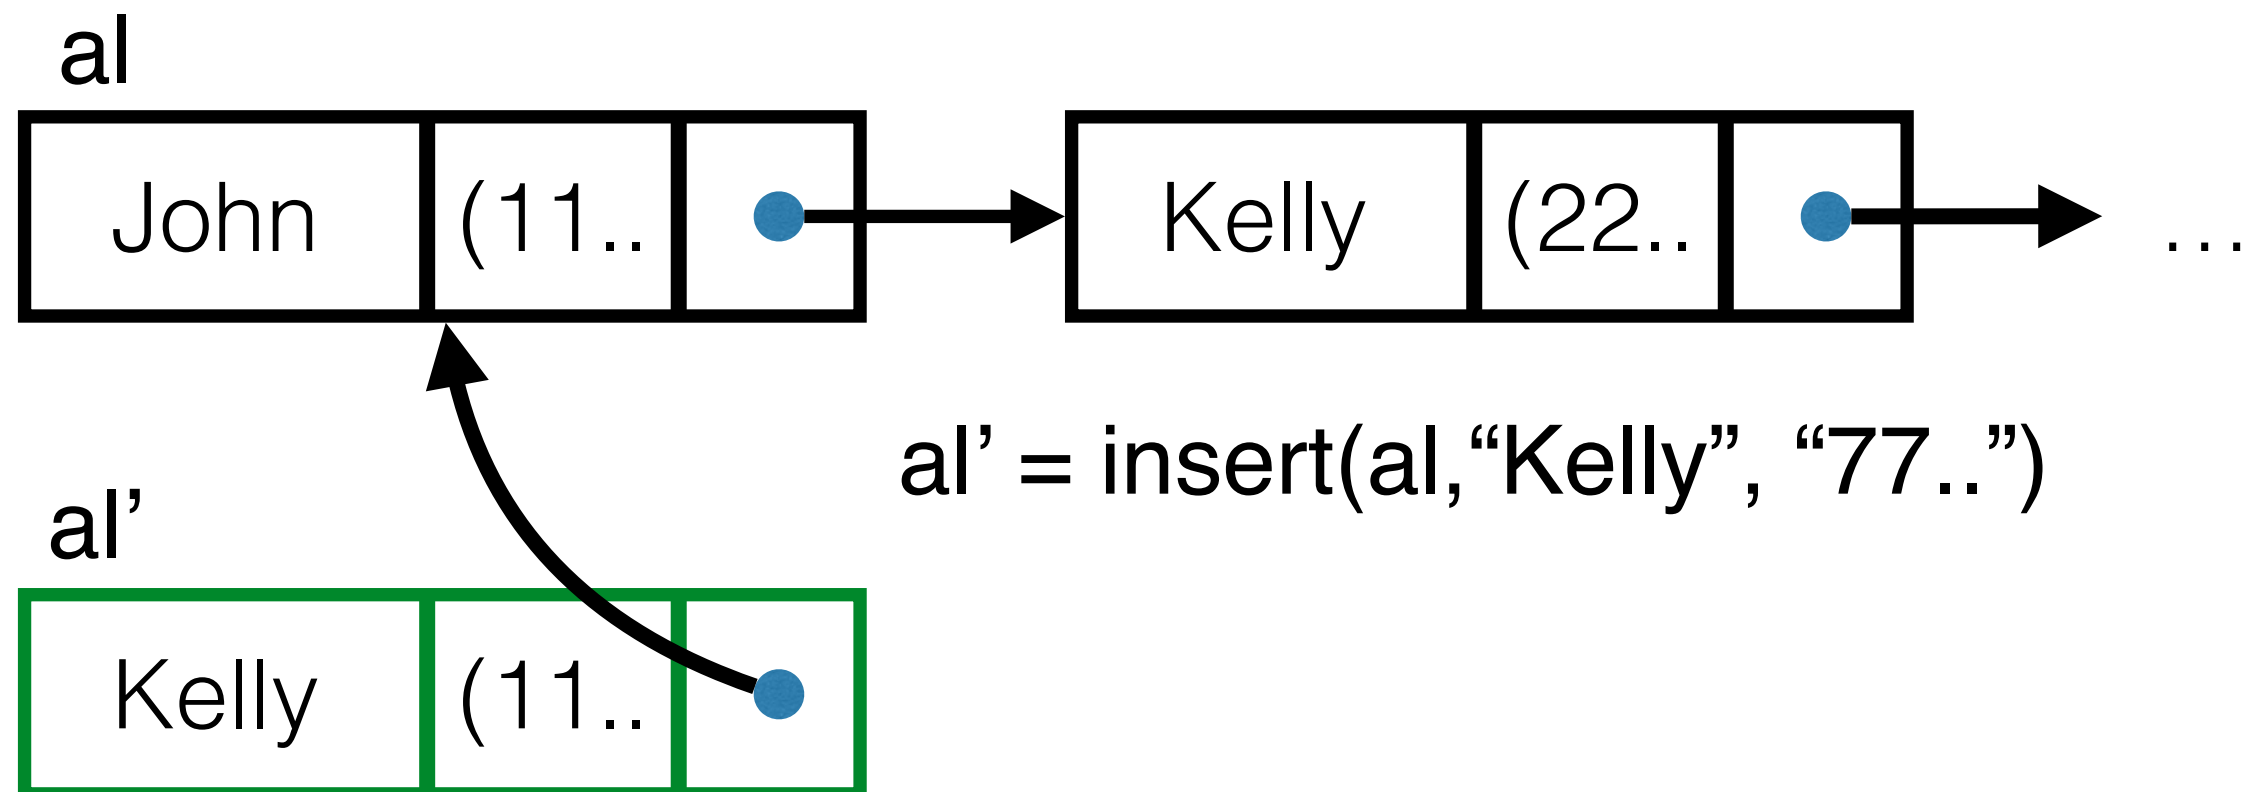 al
John (11.. Kelly (22.. ...
al’ = insert(al,“Kelly”, “77..”)
al’
Kelly (11..